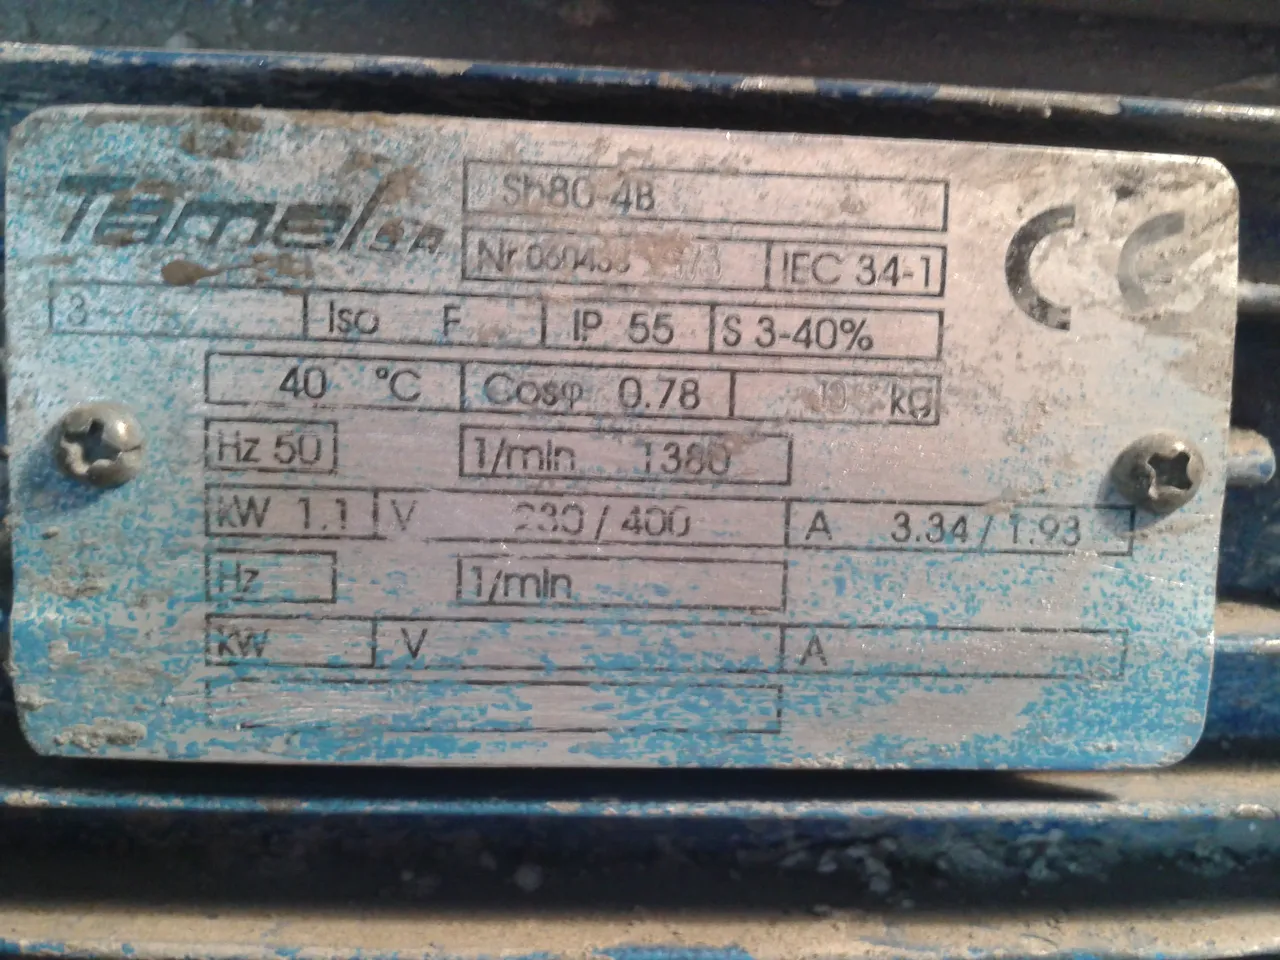 Tamel S.A.
Sh80-4B
IEC 34-1
3 Iso F IP 55 S 3-40%
40 °C Cosφ 0.78 kg
Hz 50 1/min 1380
kW 1.1 V 230/400 A 3.34/1.93
Hz 1/min
kW V A
CE